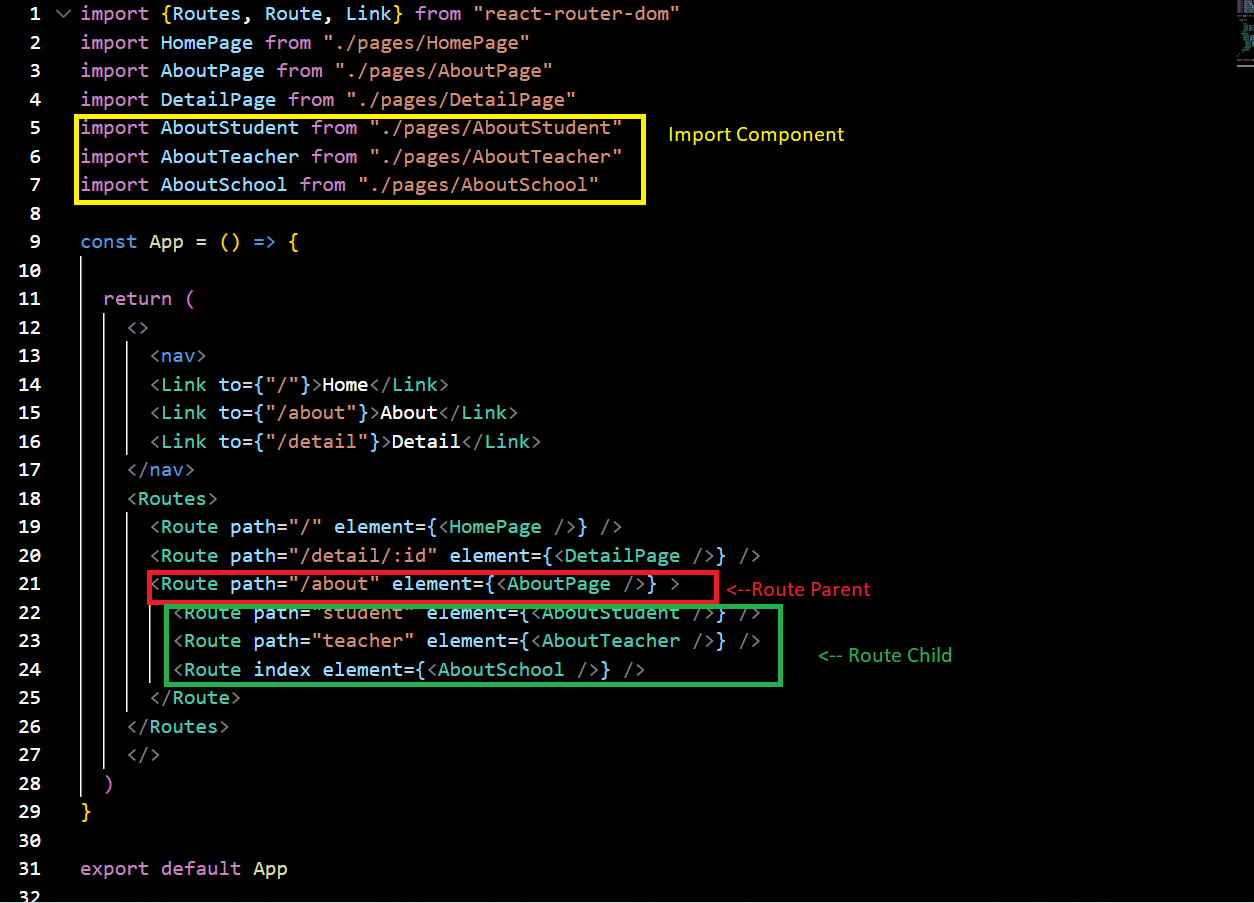 1 import {Routes, Route, Link} from "react-router-dom"
2 import HomePage from "./pages/HomePage"
3 import AboutPage from "./pages/AboutPage"
4 import DetailPage from "./pages/DetailPage"
5 import AboutStudent from "./pages/AboutStudent"
Import Component
6 import AboutTeacher from "./pages/AboutTeacher"
7 import AboutSchool from "./pages/AboutSchool"
8
9 const App = () => {
10
11 return (
12 <>
13 <nav>
14 <Link to={"/"}>Home</Link>
15 <Link to={"/about"}>About</Link>
16 <Link to={"/detail"}>Detail</Link>
17 </nav>
18 <Routes>
19 <Route path="/" element={<HomePage />} />
20 <Route path="/detail/:id" element={<DetailPage />} />
21 <Route path="/about" element={<AboutPage />} >
<--Route Parent
22 <Route path="student" element={<AboutStudent />} />
23 <Route path="teacher" element={<AboutTeacher />} />
<-- Route Child
24 <Route index element={<AboutSchool />} />
25 </Route>
26 </Routes>
27 </>
28 )
29 }
30
31 export default App
32